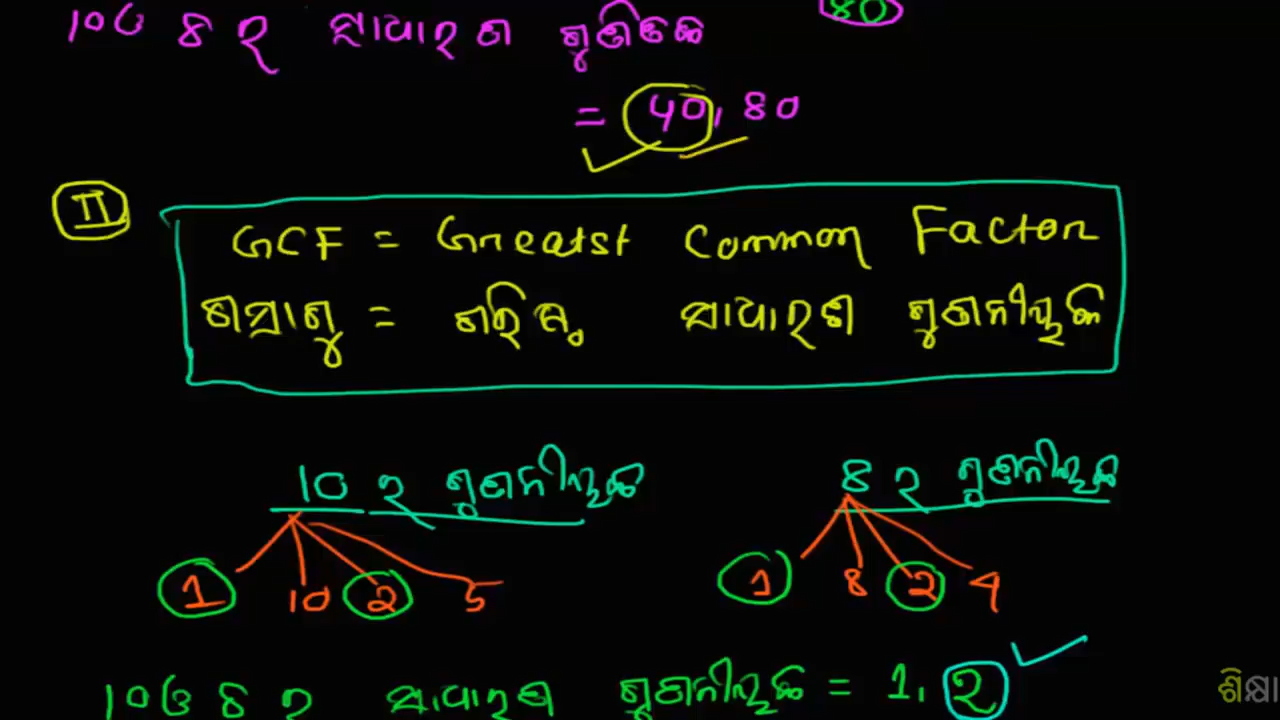 10 ଓ 8 ର ସାଧାରଣ ଗୁଣିତକ
80
= 40, 80
II
GCF = Greatst Common Factor
ଗସାଗୁ = ଗରିଷ୍ଠ ସାଧାରଣ ଗୁଣନୀୟକ
10 ର ଗୁଣନୀୟକ 8 ର ଗୁଣନୀୟକ
1 10 2 5 1 8 2 4
10 ଓ 8 ର ସାଧାରଣ ଗୁଣନୀୟକ = 1, 2
ଶିକ୍ଷା